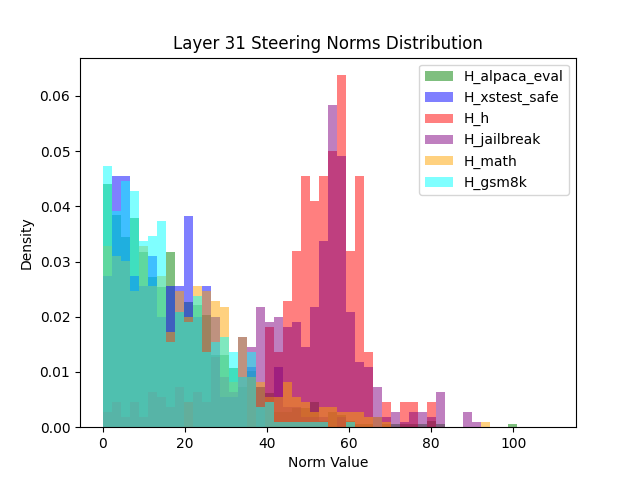 Layer 31 Steering Norms Distribution
H_alpaca_eval
H_xstest_safe
H_h
H_jailbreak
H_math
H_gsm8k
0.06
0.05
0.04
0.03
0.02
0.01
0.00
Density
0 20 40 60 80 100
Norm Value